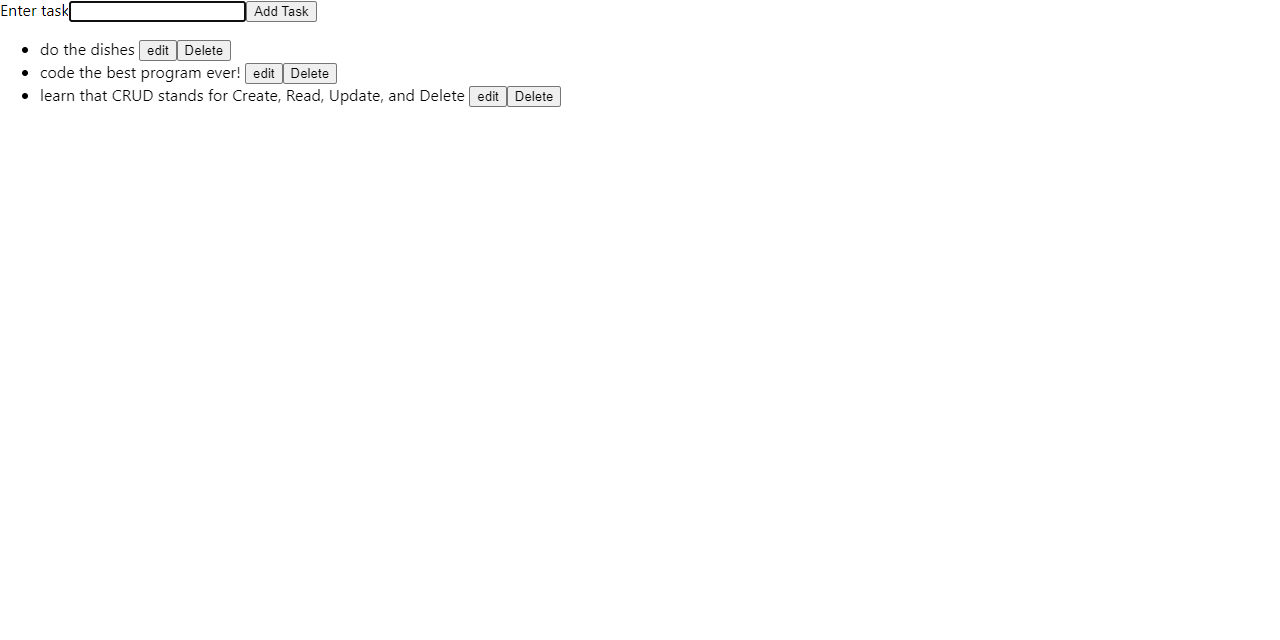 Enter task Add Task
do the dishes edit Delete
code the best program ever! edit Delete
learn that CRUD stands for Create, Read, Update, and Delete edit Delete